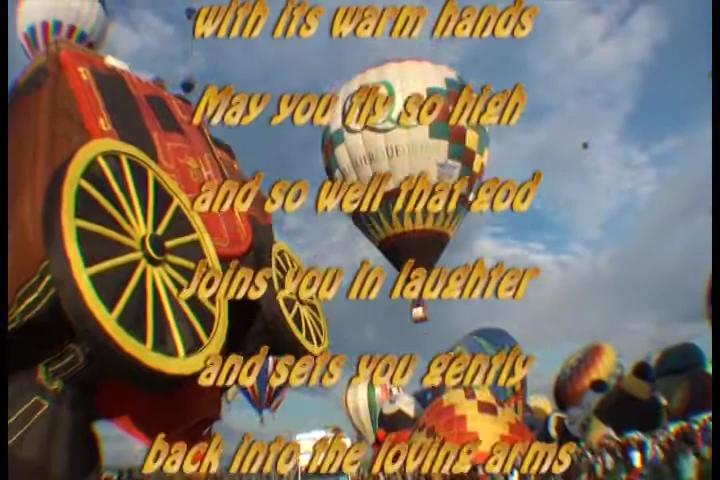 with its warm hands
May you fly so high
and so well that god
Joins you in laughter
and sets you gently
back into the loving arms